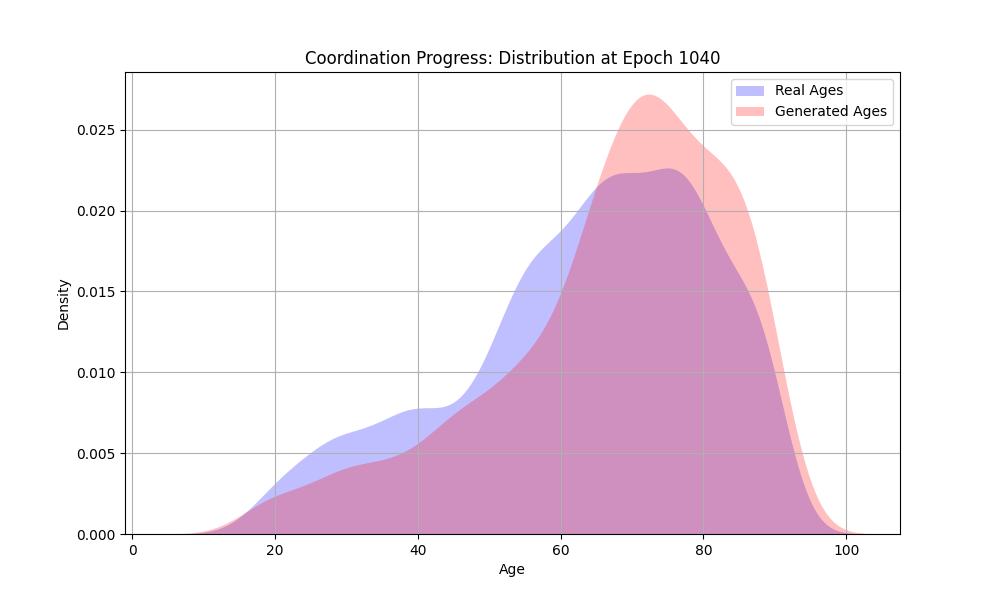 Coordination Progress: Distribution at Epoch 1040
Real Ages
Generated Ages
Density
0.025
0.020
0.015
0.010
0.005
0.000
0 20 40 60 80 100
Age